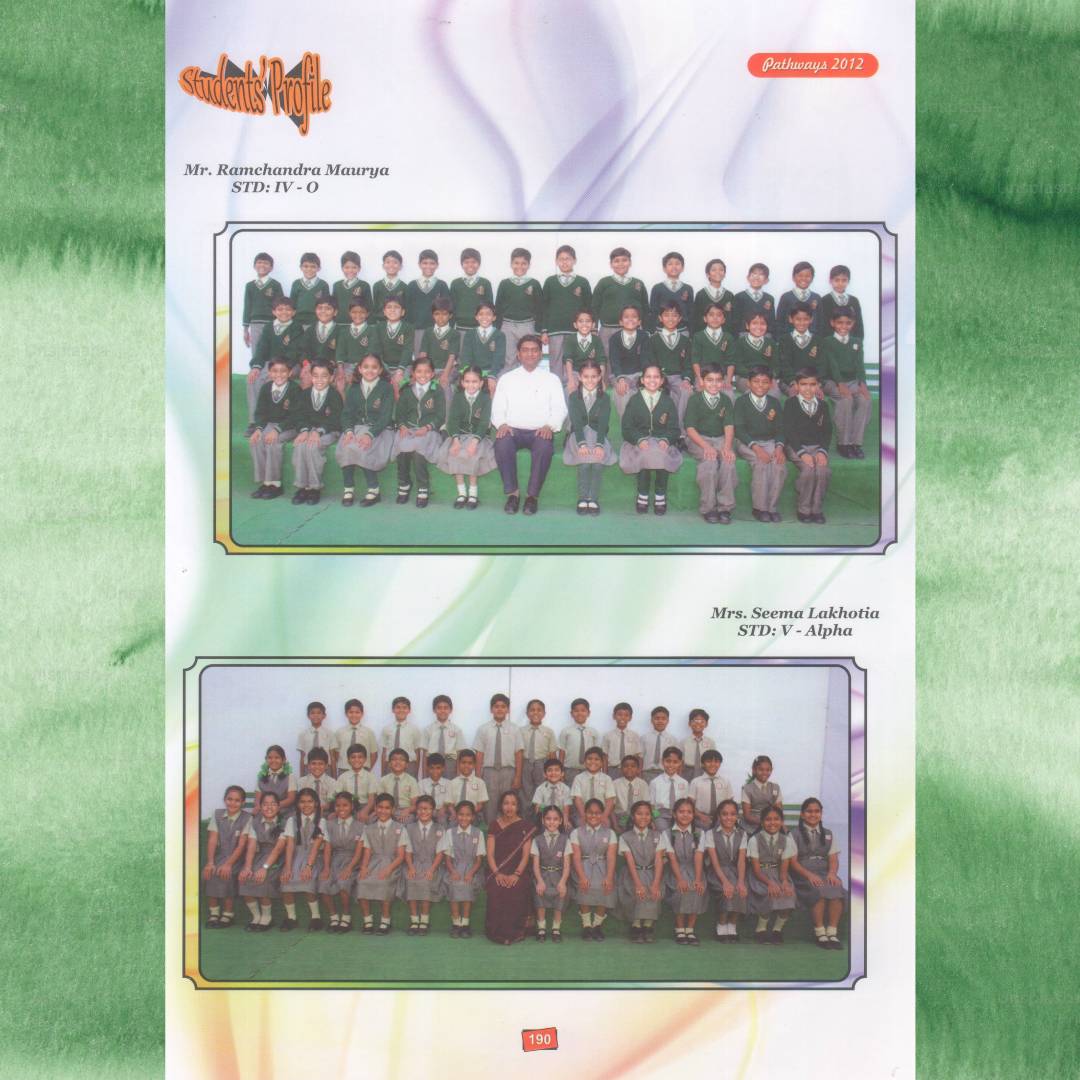 Students' Profile
Pathways 2012
Mr. Ramchandra Maurya
STD: IV - O
Mrs. Seema Lakhotia
STD: V - Alpha
190